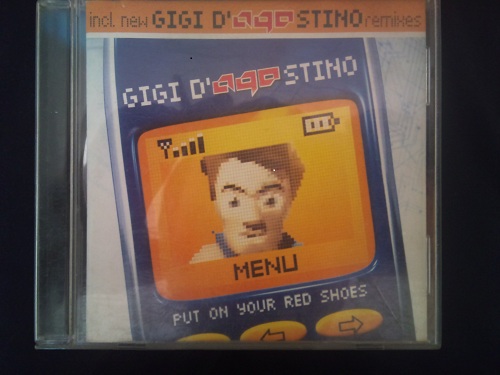 incl. new GIGI D'AGOSTINO remixes
GIGI D'AGOSTINO
MENU
PUT ON YOUR RED SHOES